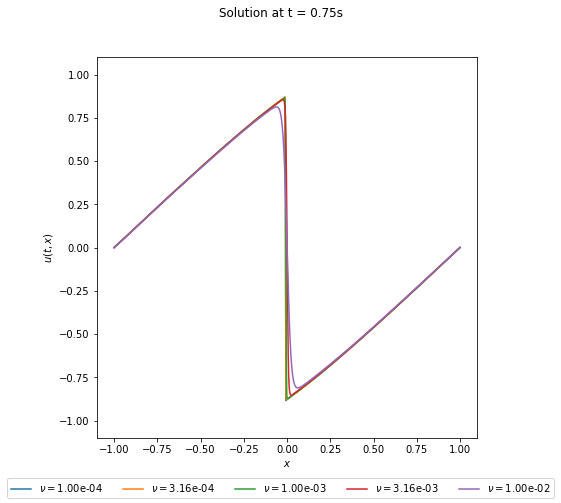 Solution at t = 0.75s
1.00
0.75
0.50
0.25
0.00
−0.25
−0.50
−0.75
−1.00
u(t, x)
−1.00 −0.75 −0.50 −0.25 0.00 0.25 0.50 0.75 1.00
x
ν = 1.00e-04 ν = 3.16e-04 ν = 1.00e-03 ν = 3.16e-03 ν = 1.00e-02